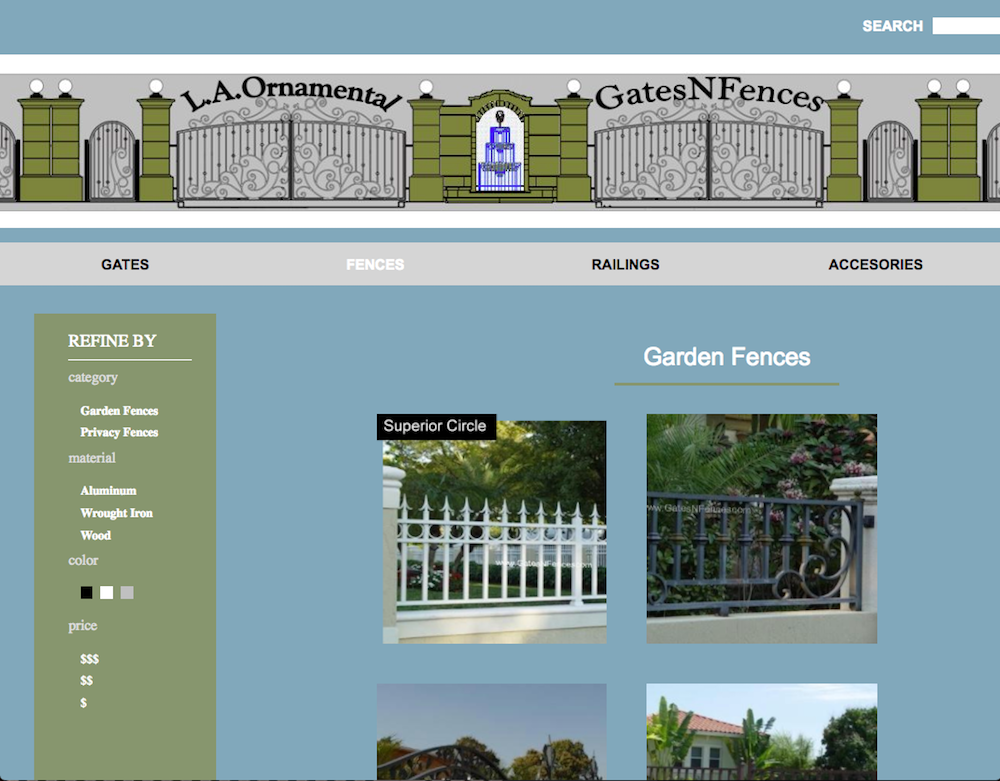 SEARCH
L.A.Ornamental
GatesNFences
GATES
FENCES
RAILINGS
ACCESORIES
REFINE BY
category
Garden Fences
Privacy Fences
material
Aluminum
Wrought Iron
Wood
color
price
$$$
$$
$
Garden Fences
Superior Circle
www.GatesNFences.com
www.GatesNFences.com